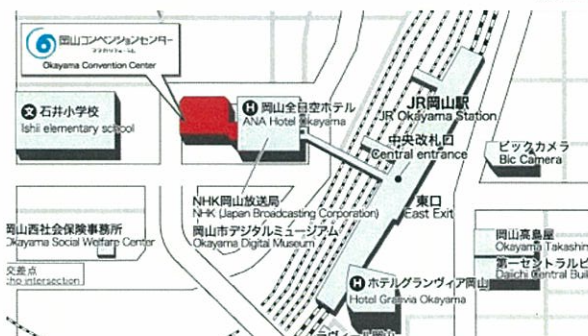 岡山コンベンションセンター
Okayama Convention Center
文 石井小学校
Ishii elementary school
H 岡山全日空ホテル
ANA Hotel Okayama
JR岡山駅
JR Okayama Station
中央改札口
Central entrance
ビックカメラ
Bic Camera
NHK岡山放送局
NHK (Japan Broadcasting Corporation)
岡山市デジタルミュージアム
Okayama Digital Museum
東口
East Exit
岡山西社会保険事務所
Okayama Social Welfare Center
交差点
cho intersection
岡山高島屋
Okayama Takashim
第一セントラルビ
Daiichi Central Buil
H ホテルグランヴィア岡山
Hotel Granvia Okayama